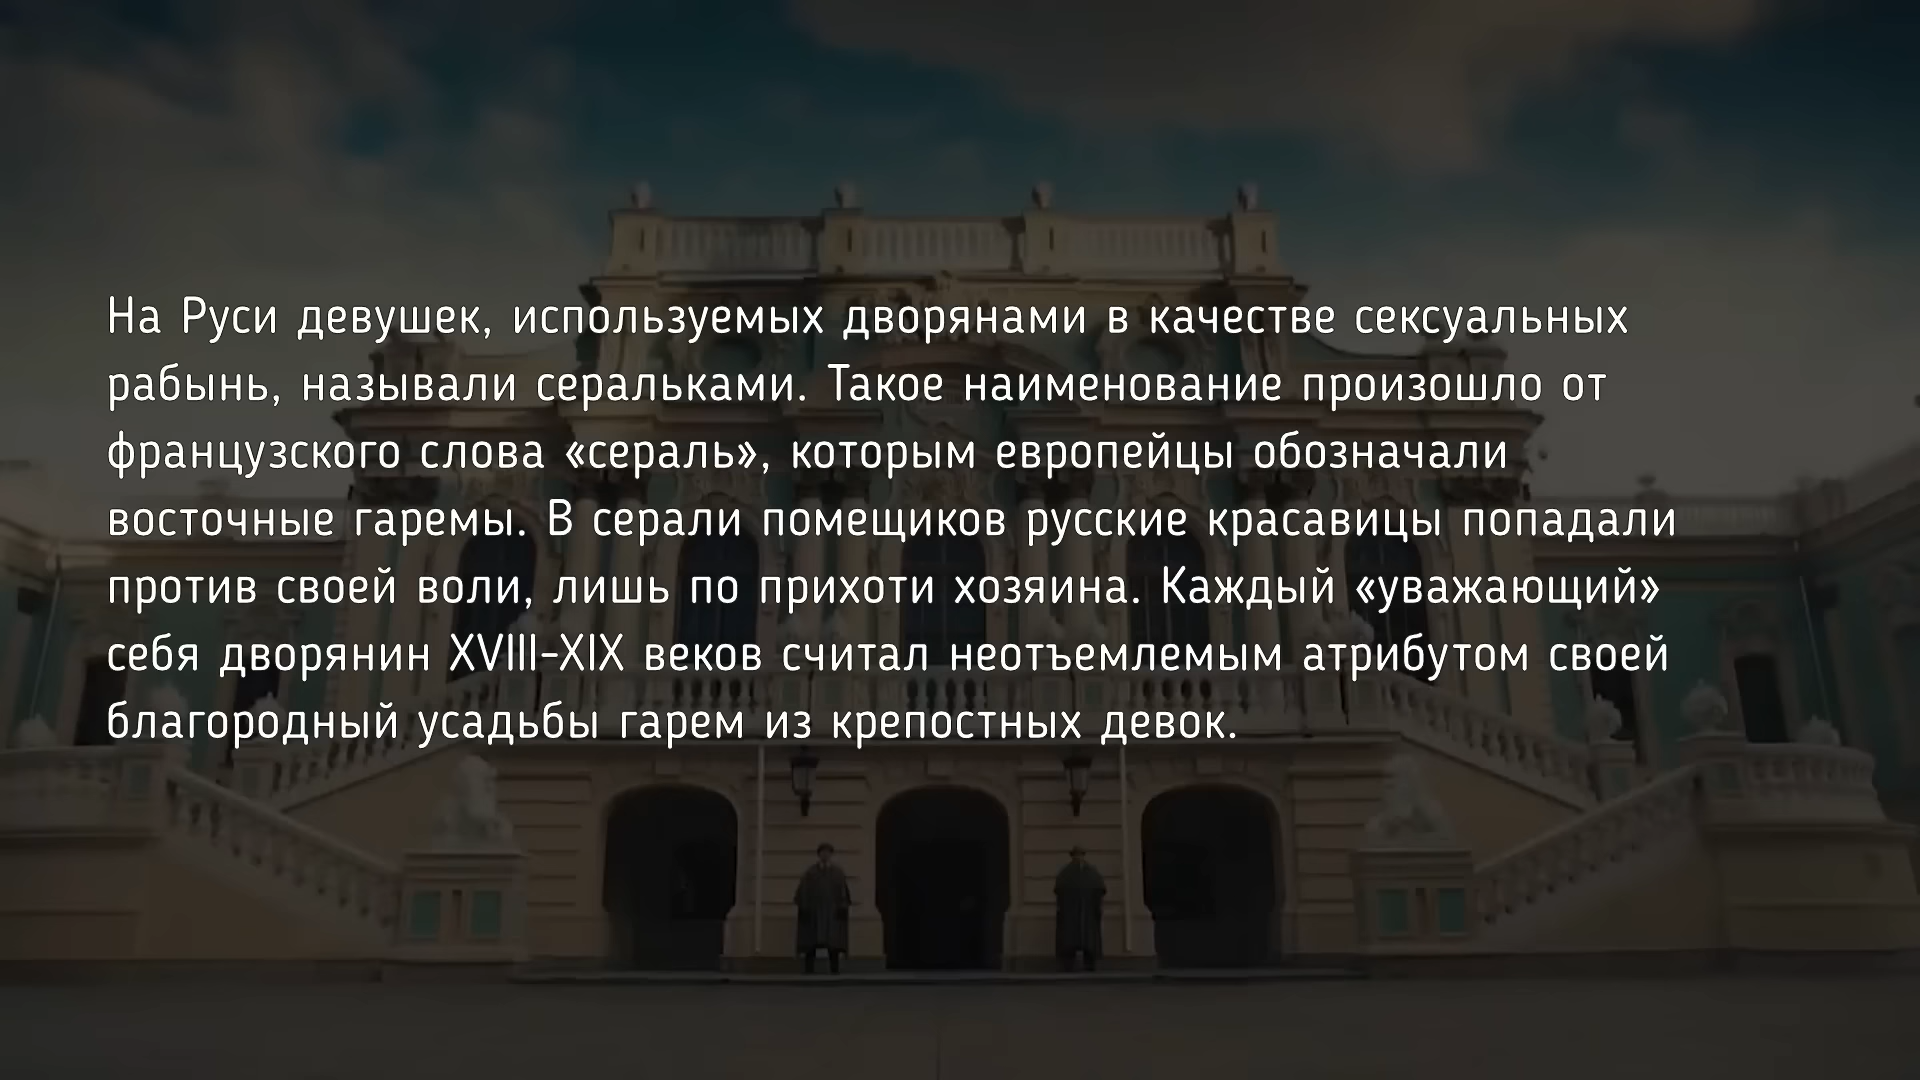 На Руси девушек, используемых дворянами в качестве сексуальных
рабынь, называли серальками. Такое наименование произошло от
французского слова «сераль», которым европейцы обозначали
восточные гаремы. В серали помещиков русские красавицы попадали
против своей воли, лишь по прихоти хозяина. Каждый «уважающий»
себя дворянин XVIII-XIX веков считал неотъемлемым атрибутом своей
благородный усадьбы гарем из крепостных девок.